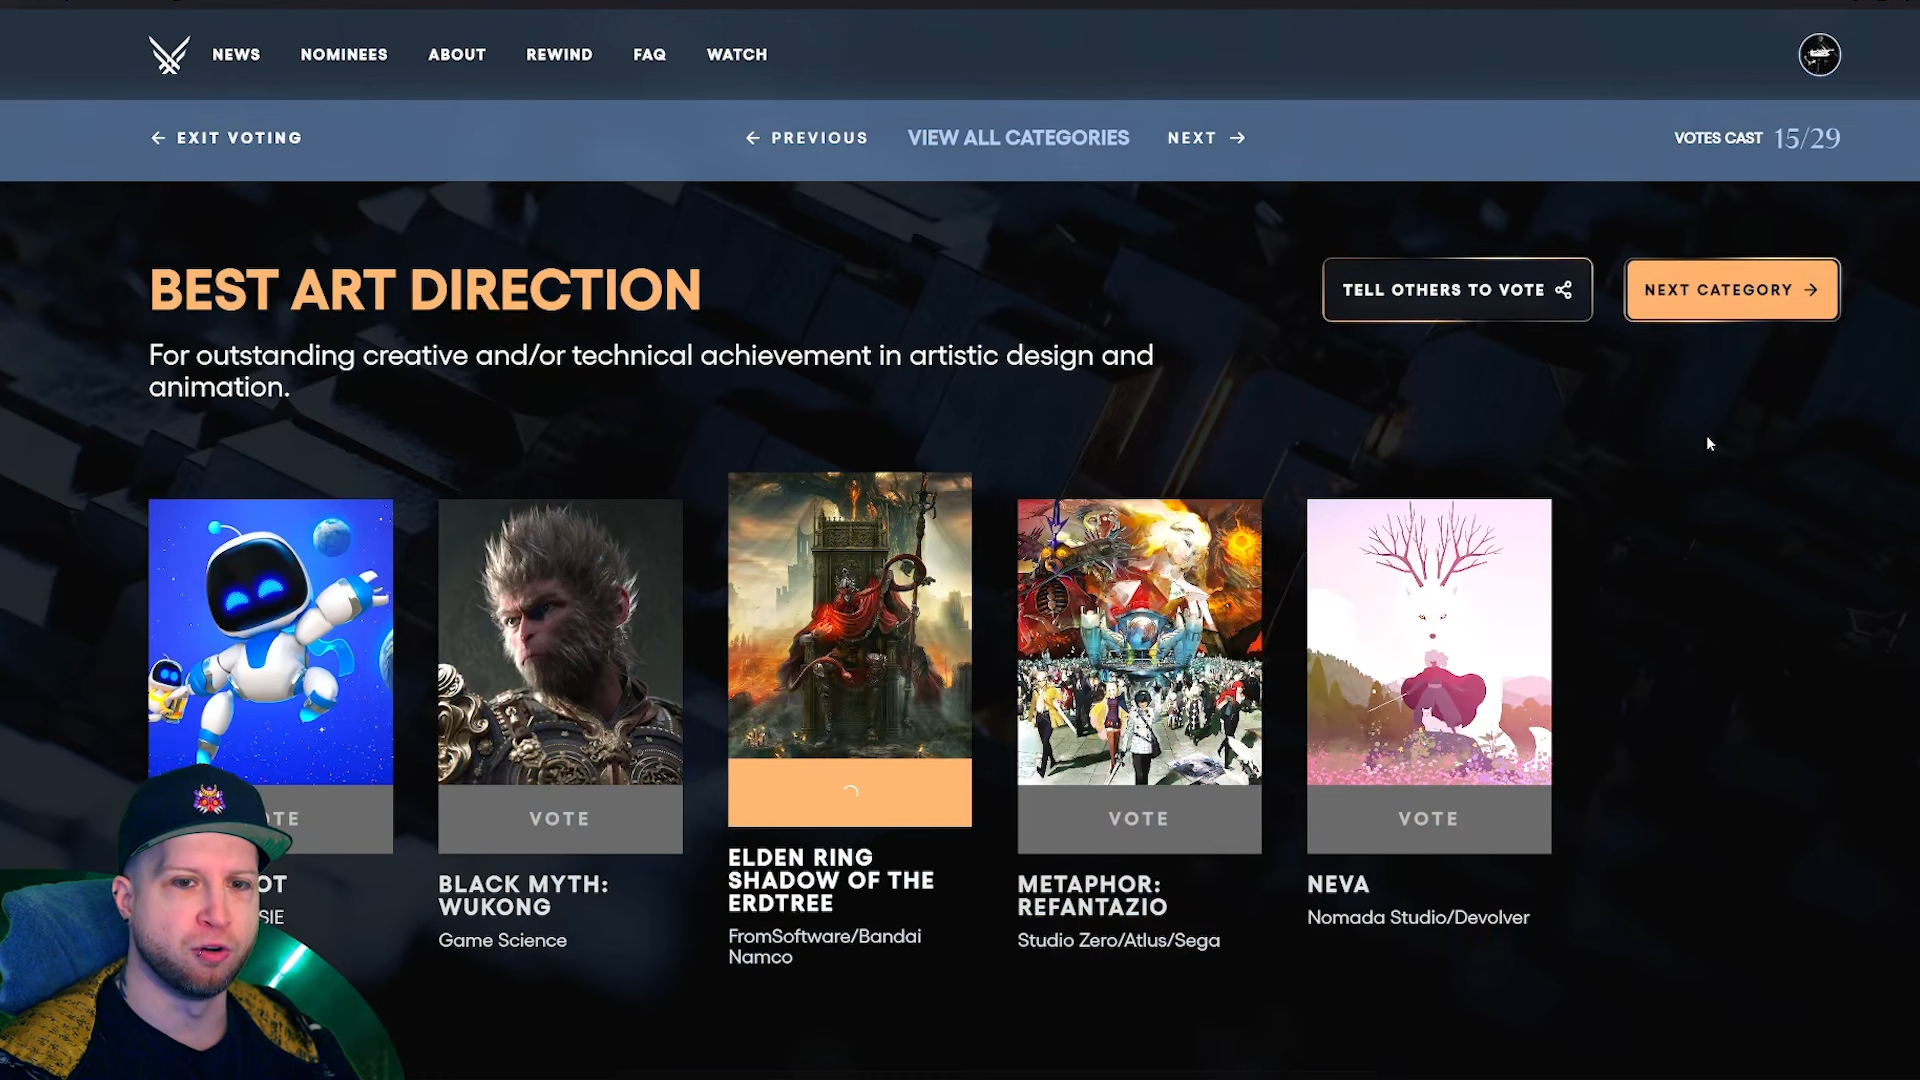 NEWS NOMINEES ABOUT REWIND FAQ WATCH
← EXIT VOTING ← PREVIOUS VIEW ALL CATEGORIES NEXT → VOTES CAST 15/29
BEST ART DIRECTION
TELL OTHERS TO VOTE NEXT CATEGORY →
For outstanding creative and/or technical achievement in artistic design and
animation.
OTE VOTE VOTE VOTE
OT
SIE
BLACK MYTH:
WUKONG
Game Science
ELDEN RING
SHADOW OF THE
ERDTREE
FromSoftware/Bandai
Namco
METAPHOR:
REFANTAZIO
Studio Zero/Atlus/Sega
NEVA
Nomada Studio/Devolver